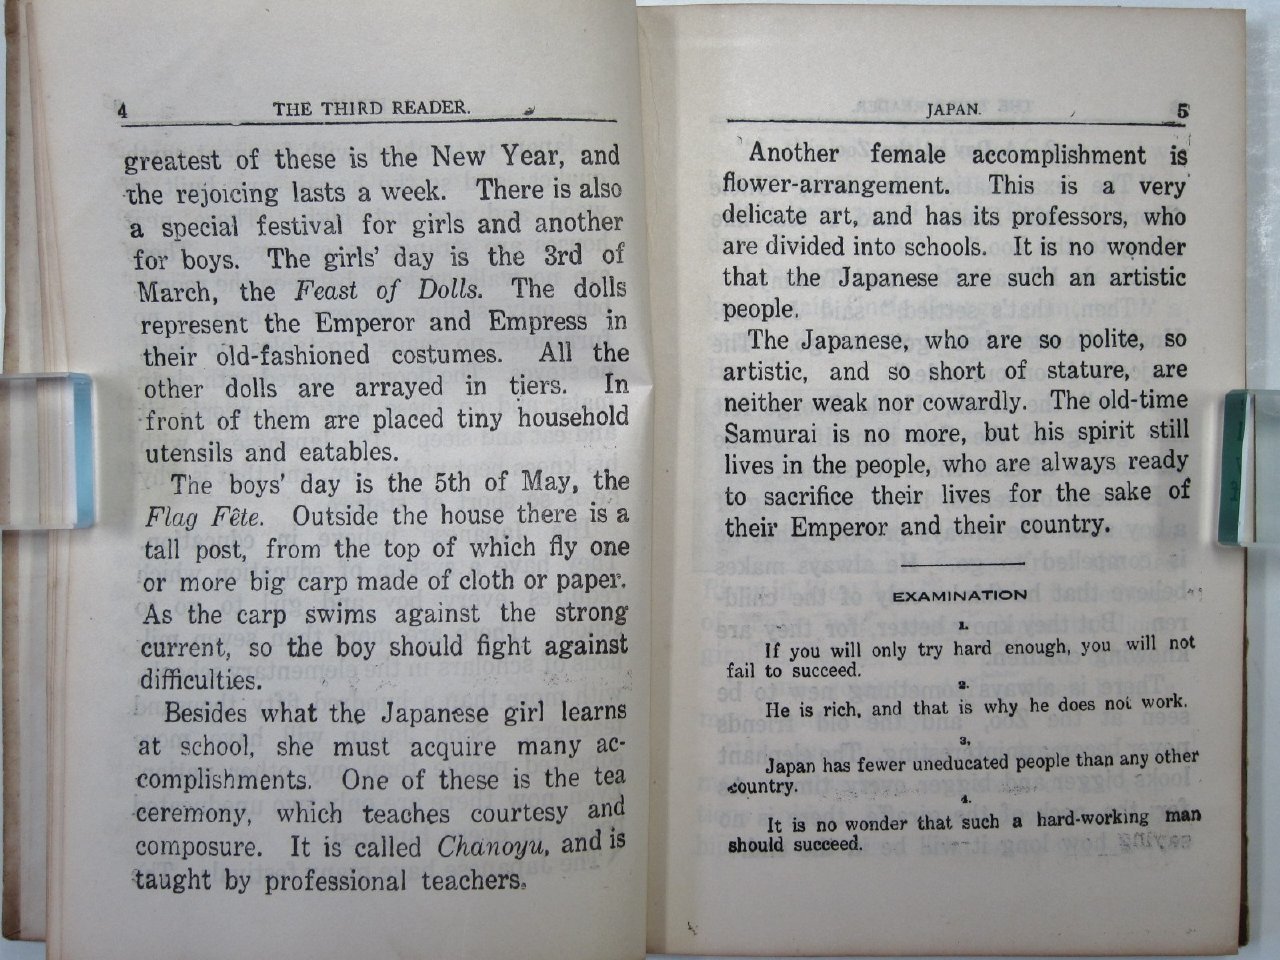 4 THE THIRD READER.
greatest of these is the New Year, and
the rejoicing lasts a week. There is also
a special festival for girls and another
for boys. The girls' day is the 3rd of
March, the Feast of Dolls. The dolls
represent the Emperor and Empress in
their old-fashioned costumes. All the
other dolls are arrayed in tiers. In
front of them are placed tiny household
utensils and eatables.
The boys' day is the 5th of May, the
Flag Fête. Outside the house there is a
tall post, from the top of which fly one
or more big carp made of cloth or paper.
As the carp swims against the strong
current, so the boy should fight against
difficulties.
Besides what the Japanese girl learns
at school, she must acquire many ac-
complishments. One of these is the tea
ceremony, which teaches courtesy and
composure. It is called Chanoyu, and is
taught by professional teachers.
JAPAN. 5
Another female accomplishment is
flower-arrangement. This is a very
delicate art, and has its professors, who
are divided into schools. It is no wonder
that the Japanese are such an artistic
people.
The Japanese, who are so polite, so
artistic, and so short of stature, are
neither weak nor cowardly. The old-time
Samurai is no more, but his spirit still
lives in the people, who are always ready
to sacrifice their lives for the sake of
their Emperor and their country.
EXAMINATION
1.
If you will only try hard enough, you will not
fail to succeed.
2.
He is rich, and that is why he does not work.
3.
Japan has fewer uneducated people than any other
country.
4.
It is no wonder that such a hard-working man
should succeed.